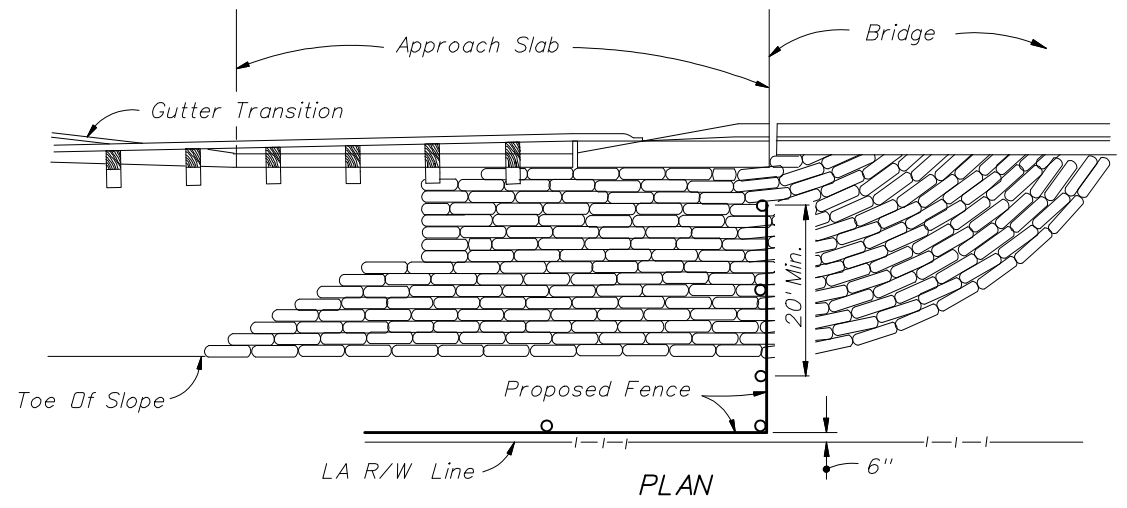 Approach Slab
Bridge
Gutter Transition
20' Min.
Proposed Fence
Toe Of Slope
LA R/W Line
6"
PLAN